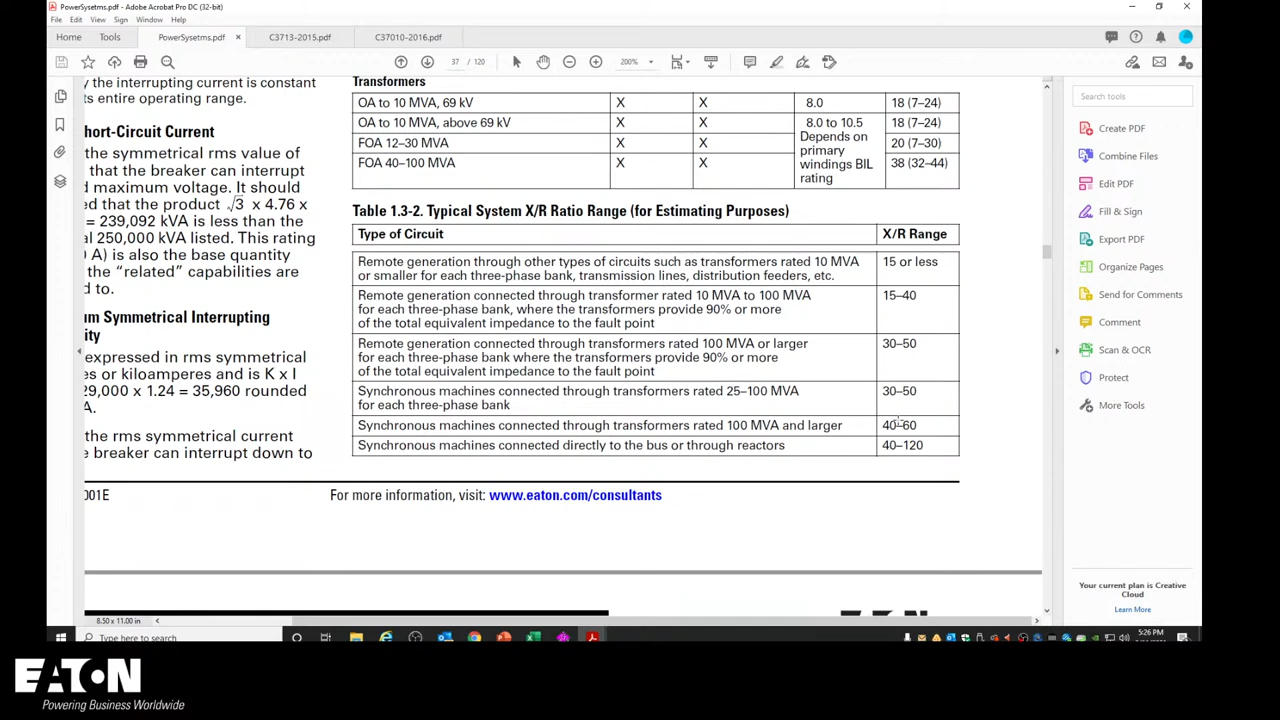 PowerSysetms.pdf - Adobe Acrobat Pro DC (32-bit)
File Edit View Sign Window Help
Home Tools PowerSysetms.pdf × C3713-2015.pdf C37010-2016.pdf
37 / 120 200%
y the interrupting current is constant
ts entire operating range.
hort-Circuit Current
the symmetrical rms value of
that the breaker can interrupt
d maximum voltage. It should
ed that the product √3 x 4.76 x
= 239,092 kVA is less than the
al 250,000 kVA listed. This rating
0 A) is also the base quantity
the “related” capabilities are
d to.
um Symmetrical Interrupting
ity
expressed in rms symmetrical
es or kiloamperes and is K x I
29,000 x 1.24 = 35,960 rounded
A.
the rms symmetrical current
e breaker can interrupt down to
001E
Transformers
OA to 10 MVA, 69 kV X X 8.0 18 (7–24)
OA to 10 MVA, above 69 kV X X 8.0 to 10.5 18 (7–24)
Depends on
FOA 12–30 MVA X X primary 20 (7–30)
FOA 40–100 MVA X X windings BIL 38 (32–44)
rating
Table 1.3-2. Typical System X/R Ratio Range (for Estimating Purposes)
Type of Circuit X/R Range
Remote generation through other types of circuits such as transformers rated 10 MVA 15 or less
or smaller for each three-phase bank, transmission lines, distribution feeders, etc.
Remote generation connected through transformer rated 10 MVA to 100 MVA 15–40
for each three-phase bank, where the transformers provide 90% or more
of the total equivalent impedance to the fault point
Remote generation connected through transformers rated 100 MVA or larger 30–50
for each three-phase bank where the transformers provide 90% or more
of the total equivalent impedance to the fault point
Synchronous machines connected through transformers rated 25–100 MVA 30–50
for each three-phase bank
Synchronous machines connected through transformers rated 100 MVA and larger 40–60
Synchronous machines connected directly to the bus or through reactors 40–120
For more information, visit: www.eaton.com/consultants
Search tools
Create PDF
Combine Files
Edit PDF
Fill & Sign
Export PDF
Organize Pages
Send for Comments
Comment
Scan & OCR
Protect
More Tools
Your current plan is Creative
Cloud
Learn More
8.50 x 11.00 in
Type here to search
5:26 PM
EATON
Powering Business Worldwide